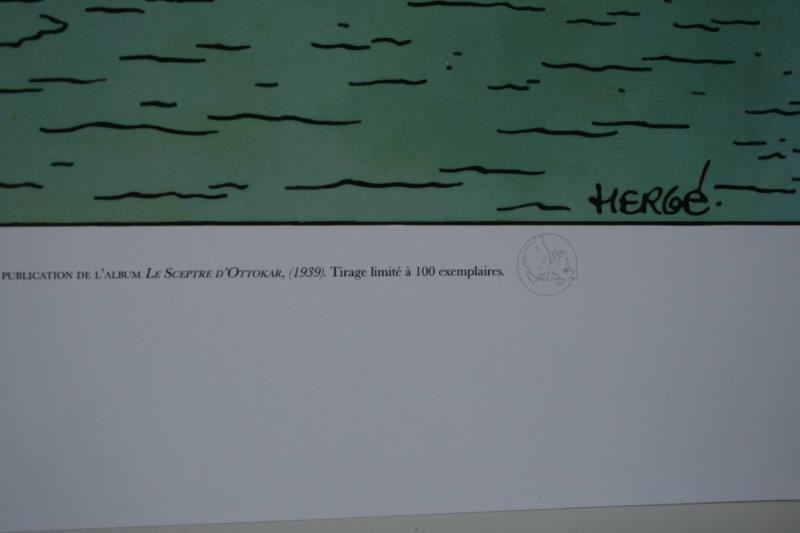 HERGÉ.
PUBLICATION DE L'ALBUM LE SCEPTRE D'OTTOKAR, (1939). Tirage limité à 100 exemplaires.